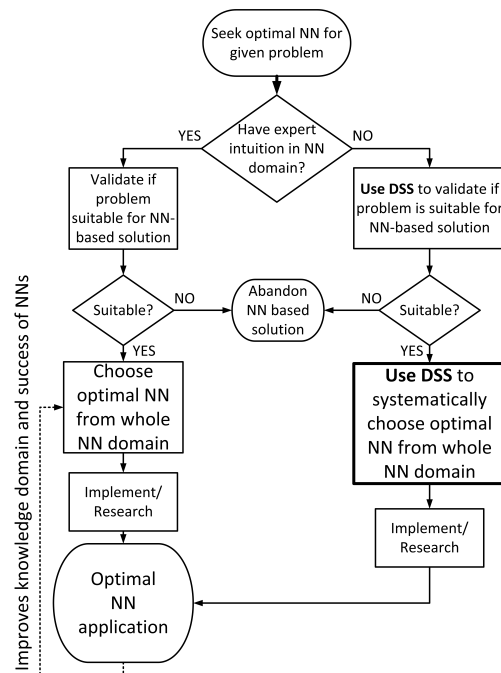 Seek optimal NN for
given problem
Have expert
intuition in NN
domain?
YES
NO
Validate if
problem
suitable for NN-
based solution
Use DSS to validate if
problem is suitable for
NN-based solution
Suitable?
NO
Abandon
NN based
solution
NO
Suitable?
YES
YES
Choose
optimal NN
from whole
NN domain
Use DSS to
systematically
choose optimal
NN from whole
NN domain
Implement/
Research
Implement/
Research
Optimal
NN
application
Improves knowledge domain and success of NNs